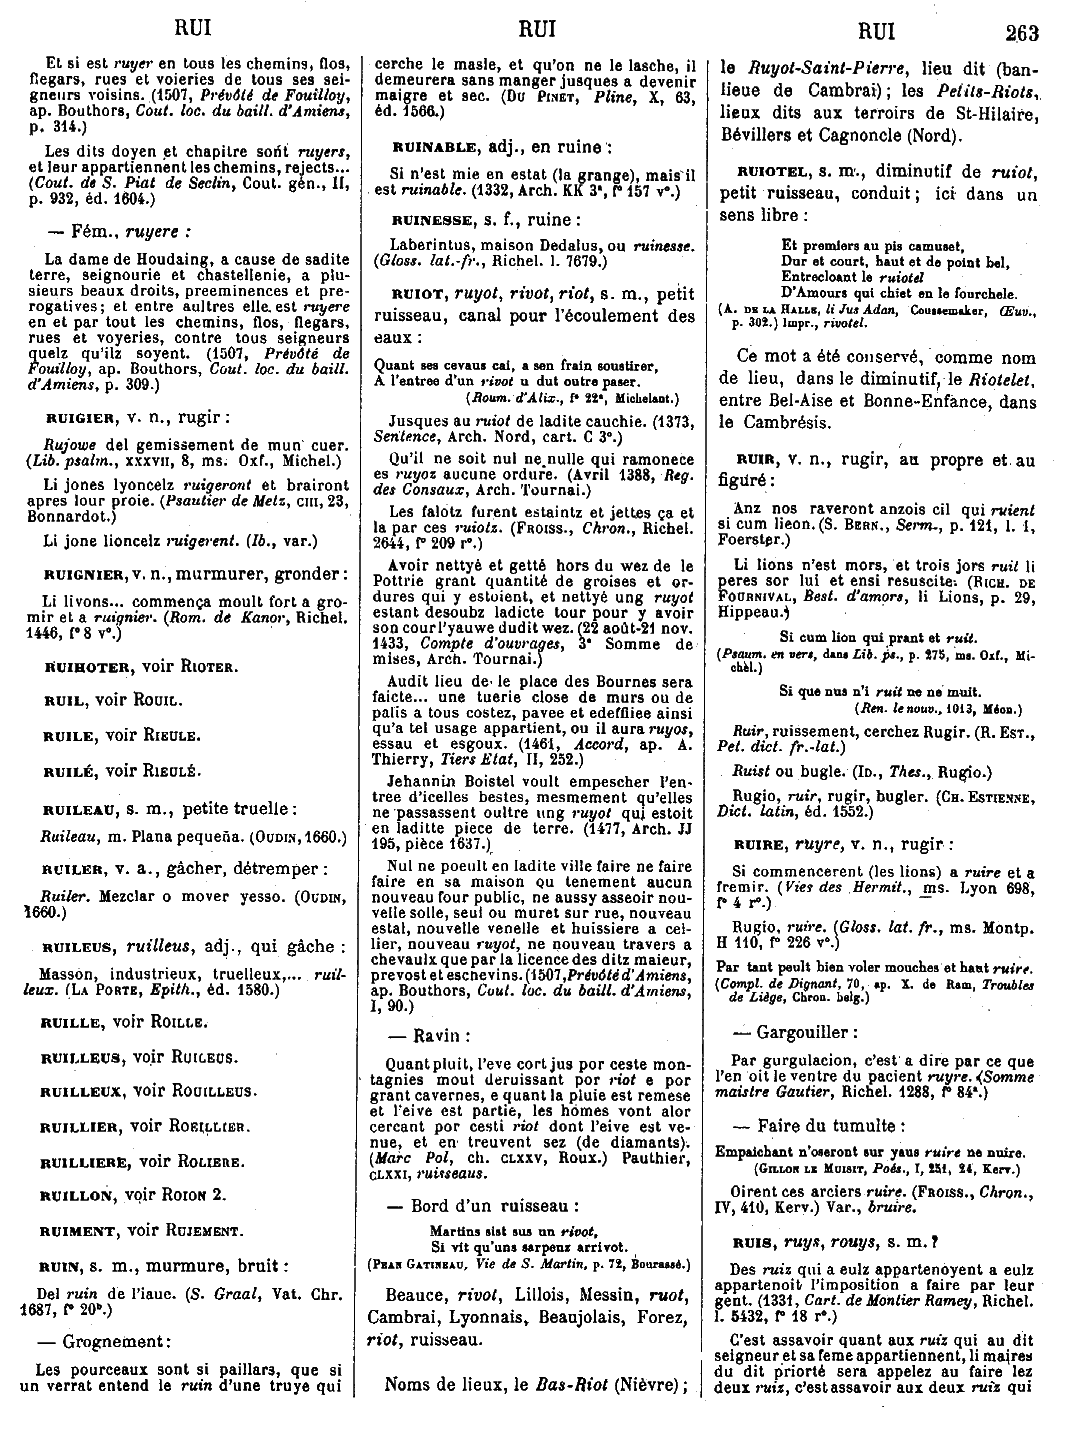 RUI
RUI
RUI
263
Et si est ruyer en tous les chemins, flos,
flegars, rues et voieries de tous ses sei-
gneurs voisins. (1507, Prévôté de Fouilloy,
ap. Bouthors, Cout. loc. du baill. d'Amiens,
p. 314.)
Les dits doyen et chapitre sont ruyers,
et leur appartiennent les chemins, rejects...
(Cout. de S. Piat de Seclin, Cout. gén., II,
p. 932, éd. 1604.)
— Fém., ruyere :
La dame de Houdaing, a cause de sadite
terre, seignourie et chastellenie, a plu-
sieurs beaux droits, preeminences et pre-
rogatives; et entre aultres elle est ruyere
en et par tout les chemins, flos, flegars,
rues et voyeries, contre tous seigneurs
quelz qu'ilz soyent. (1507, Prévôté de
Fouilloy, ap. Bouthors, Cout. loc. du baill.
d'Amiens, p. 309.)
RUIGIER, v. n., rugir :
Rujowe del gemissement de mun cuer.
(Lib. psalm., XXXVII, 8, ms. Oxf., Michel.)
Li jones lyoncelz ruigeront et brairont
apres lour proie. (Psautier de Metz, CIII, 23,
Bonnardot.)
Li jone lioncelz ruigerent. (Ib., var.)
RUIGNIER, v. n., murmurer, gronder :
Li livons... commença moult fort a gro-
mir et a ruignier. (Rom. de Kanor, Richel.
1446, f° 8 v°.)
RUIHOTER, voir RIOTER.
RUIL, voir ROUIL.
RUILE, voir RIEULE.
RUILÉ, voir RIEULÉ.
RUILEAU, s. m., petite truelle :
Ruileau, m. Plana pequeña. (OUDIN, 1660.)
RUILER, v. a., gâcher, détremper :
Ruiler. Mezclar o mover yesso. (OUDIN,
1660.)
RUILEUS, ruilleus, adj., qui gâche :
Masson, industrieux, truelleux,... ruil-
leux. (LA PORTE, Epith., éd. 1580.)
RUILLE, voir ROILLE.
RUILLEUS, voir RUILEUS.
RUILLEUX, voir ROUILLEUS.
RUILLIER, voir ROEILLIER.
RUILLIERE, voir ROLIERE.
RUILLON, voir ROION 2.
RUIMENT, voir RUJEMENT.
RUIN, s. m., murmure, bruit :
Del ruin de l'iaue. (S. Graal, Vat. Chr.
1687, f° 20b.)
— Grognement :
Les pourceaux sont si paillars, que si
un verrat entend le ruin d'une truye qui
cerche le masle, et qu'on ne le lasche, il
demeurera sans manger jusques a devenir
maigre et sec. (DU PINET, Pline, X, 63,
éd. 1566.)
RUINABLE, adj., en ruine :
Si n'est mie en estat (la grange), mais il
est ruinable. (1332, Arch. KK 3ª, f° 157 v°.)
RUINESSE, s. f., ruine :
Laberintus, maison Dedalus, ou ruinesse.
(Gloss. lat.-fr., Richel. l. 7679.)
RUIOT, ruyot, rivot, riot, s. m., petit
ruisseau, canal pour l'écoulement des
eaux :
Quant ses cevaus cai, a sen frain soustirer,
A l'entree d'un rivot u dut outre paser.
(Roum. d'Alix., f° 22ª, Michelant.)
Jusques au ruiot de ladite cauchie. (1373,
Sentence, Arch. Nord, cart. C 3°.)
Qu'il ne soit nul ne nulle qui ramonece
es ruyoz aucune ordure. (Avril 1388, Reg.
des Consaux, Arch. Tournai.)
Les falotz furent estaintz et jettes ça et
la par ces ruiotz. (FROISS., Chron., Richel.
2644, f° 209 r°.)
Avoir nettyé et getté hors du wez de le
Pottrie grant quantité de groises et or-
dures qui y estoient, et nettyé ung ruyot
estant desoubz ladicte tour pour y avoir
son cour l'yauwe dudit wez. (22 août-21 nov.
1433, Compte d'ouvrages, 3ᵉ Somme de
mises, Arch. Tournai.)
Audit lieu de le place des Bournes sera
faicte... une tuerie close de murs ou de
palis a tous costez, pavee et edeffiiee ainsi
qu'a tel usage appartient, ou il aura ruyos,
essau et esgoux. (1461, Accord, ap. A.
Thierry, Tiers Etat, II, 252.)
Jehannin Boistel voult empescher l'en-
tree d'icelles bestes, mesmement qu'elles
ne passassent oultre ung ruyot qui estoit
en laditte piece de terre. (1477, Arch. JJ
195, pièce 1637.)
Nul ne poeult en ladite ville faire ne faire
faire en sa maison ou tenement aucun
nouveau four public, ne aussy asseoir nou-
velle solle, seul ou muret sur rue, nouveau
estal, nouvelle venelle et huissiere a cel-
lier, nouveau ruyot, ne nouveau travers a
chevaulx que par la licence des ditz maieur,
prevost et eschevins. (1507, Prévôté d'Amiens,
ap. Bouthors, Cout. loc. du baill. d'Amiens,
I, 90.)
— Ravin :
Quant pluit, l'eve cort jus por ceste mon-
tagnies mout deruissant por riot e por
grant cavernes, e quant la pluie est remese
et l'eive est partie, les homes vont alor
cercant por cesti riot dont l'eive est ve-
nue, et en treuvent sez (de diamants).
(Marc Pol, ch. CLXXV, Roux.) Pauthier,
CLXXI, ruisseaus.
— Bord d'un ruisseau :
Martins sist sus un rivot,
Si vit qu'uns sarpenz arrivot.
(PEAN GATINEAU, Vie de S. Martin, p. 72, Bourassé.)
Beauce, rivot, Lillois, Messin, ruot,
Cambrai, Lyonnais, Beaujolais, Forez,
riot, ruisseau.
Noms de lieux, le Bas-Riot (Nièvre) ;
le Ruyot-Saint-Pierre, lieu dit (ban-
lieue de Cambrai) ; les Petits-Riots,
lieux dits aux terroirs de St-Hilaire,
Bévillers et Cagnoncle (Nord).
RUIOTEL, s. m., diminutif de ruiot,
petit ruisseau, conduit ; ici dans un
sens libre :
Et premiers au pis camuset,
Dur et court, haut et de point bel,
Entrecloant le ruiotel
D'Amours qui chiet en le fourchele.
(A. DE LA HALLE, li Jus Adan, Coussemaker, Œuv.,
p. 302.) Impr., rivotel.
Ce mot a été conservé, comme nom
de lieu, dans le diminutif, le Riotelet,
entre Bel-Aise et Bonne-Enfance, dans
le Cambrésis.
RUIR, v. n., rugir, au propre et au
figuré :
Anz nos raveront anzois cil qui ruient
si cum lieon. (S. BERN., Serm., p. 121, l. 1,
Foerster.)
Li lions n'est mors, et trois jors ruit li
peres sor lui et ensi resuscite. (RICH. DE
FOURNIVAL, Best. d'amors, li Lions, p. 29,
Hippeau.)
Si cum lion qui prant et ruit.
(Psaum. en vers, dans Lib. ps., p. 275, ms. Oxf., Mi-
chel.)
Si que nus n'i ruit ne ne muit.
(Ren. le nouv., 1013, Méon.)
Ruir, ruissement, cerchez Rugir. (R. EST.,
Pet. dict. fr.-lat.)
Ruist ou bugle. (ID., Thes., Rugio.)
Rugio, ruir, rugir, bugler. (CH. ESTIENNE,
Dict. latin, éd. 1552.)
RUIRE, ruyre, v. n., rugir :
Si commencerent (les lions) a ruire et a
fremir. (Vies des Hermit., ms. Lyon 698,
f° 4 r°.)
Rugio, ruire. (Gloss. lat. fr., ms. Montp.
H 110, f° 226 v°.)
Par tant peult bien voler mouches et haut ruire.
(Compl. de Dignant, 70, ap. X. de Ram, Troubles
de Liège, Chron. belg.)
— Gargouiller :
Par gurgulacion, c'est a dire par ce que
l'en oit le ventre du pacient ruyre. (Somme
maistre Gautier, Richel. 1288, f° 84ª.)
— Faire du tumulte :
Empaichant n'oseront sur yaus ruire ne nuire.
(GILLON LE MUISIT, Poés., I, 251, 24, Kerv.)
Oirent ces arciers ruire. (FROISS., Chron.,
IV, 410, Kerv.) Var., bruire.
RUIS, ruys, rouys, s. m. ?
Des ruiz qui a eulz appartenoyent a eulz
appartenoit l'imposition a faire par leur
gent. (1331, Cart. de Montier Ramey, Richel.
l. 5432, f° 18 r°.)
C'est assavoir quant aux ruiz qui au dit
seigneur et sa feme appartiennent, li maires
du dit priorté sera appelez au faire lez
deux ruiz, c'est assavoir aux deux ruiz qui